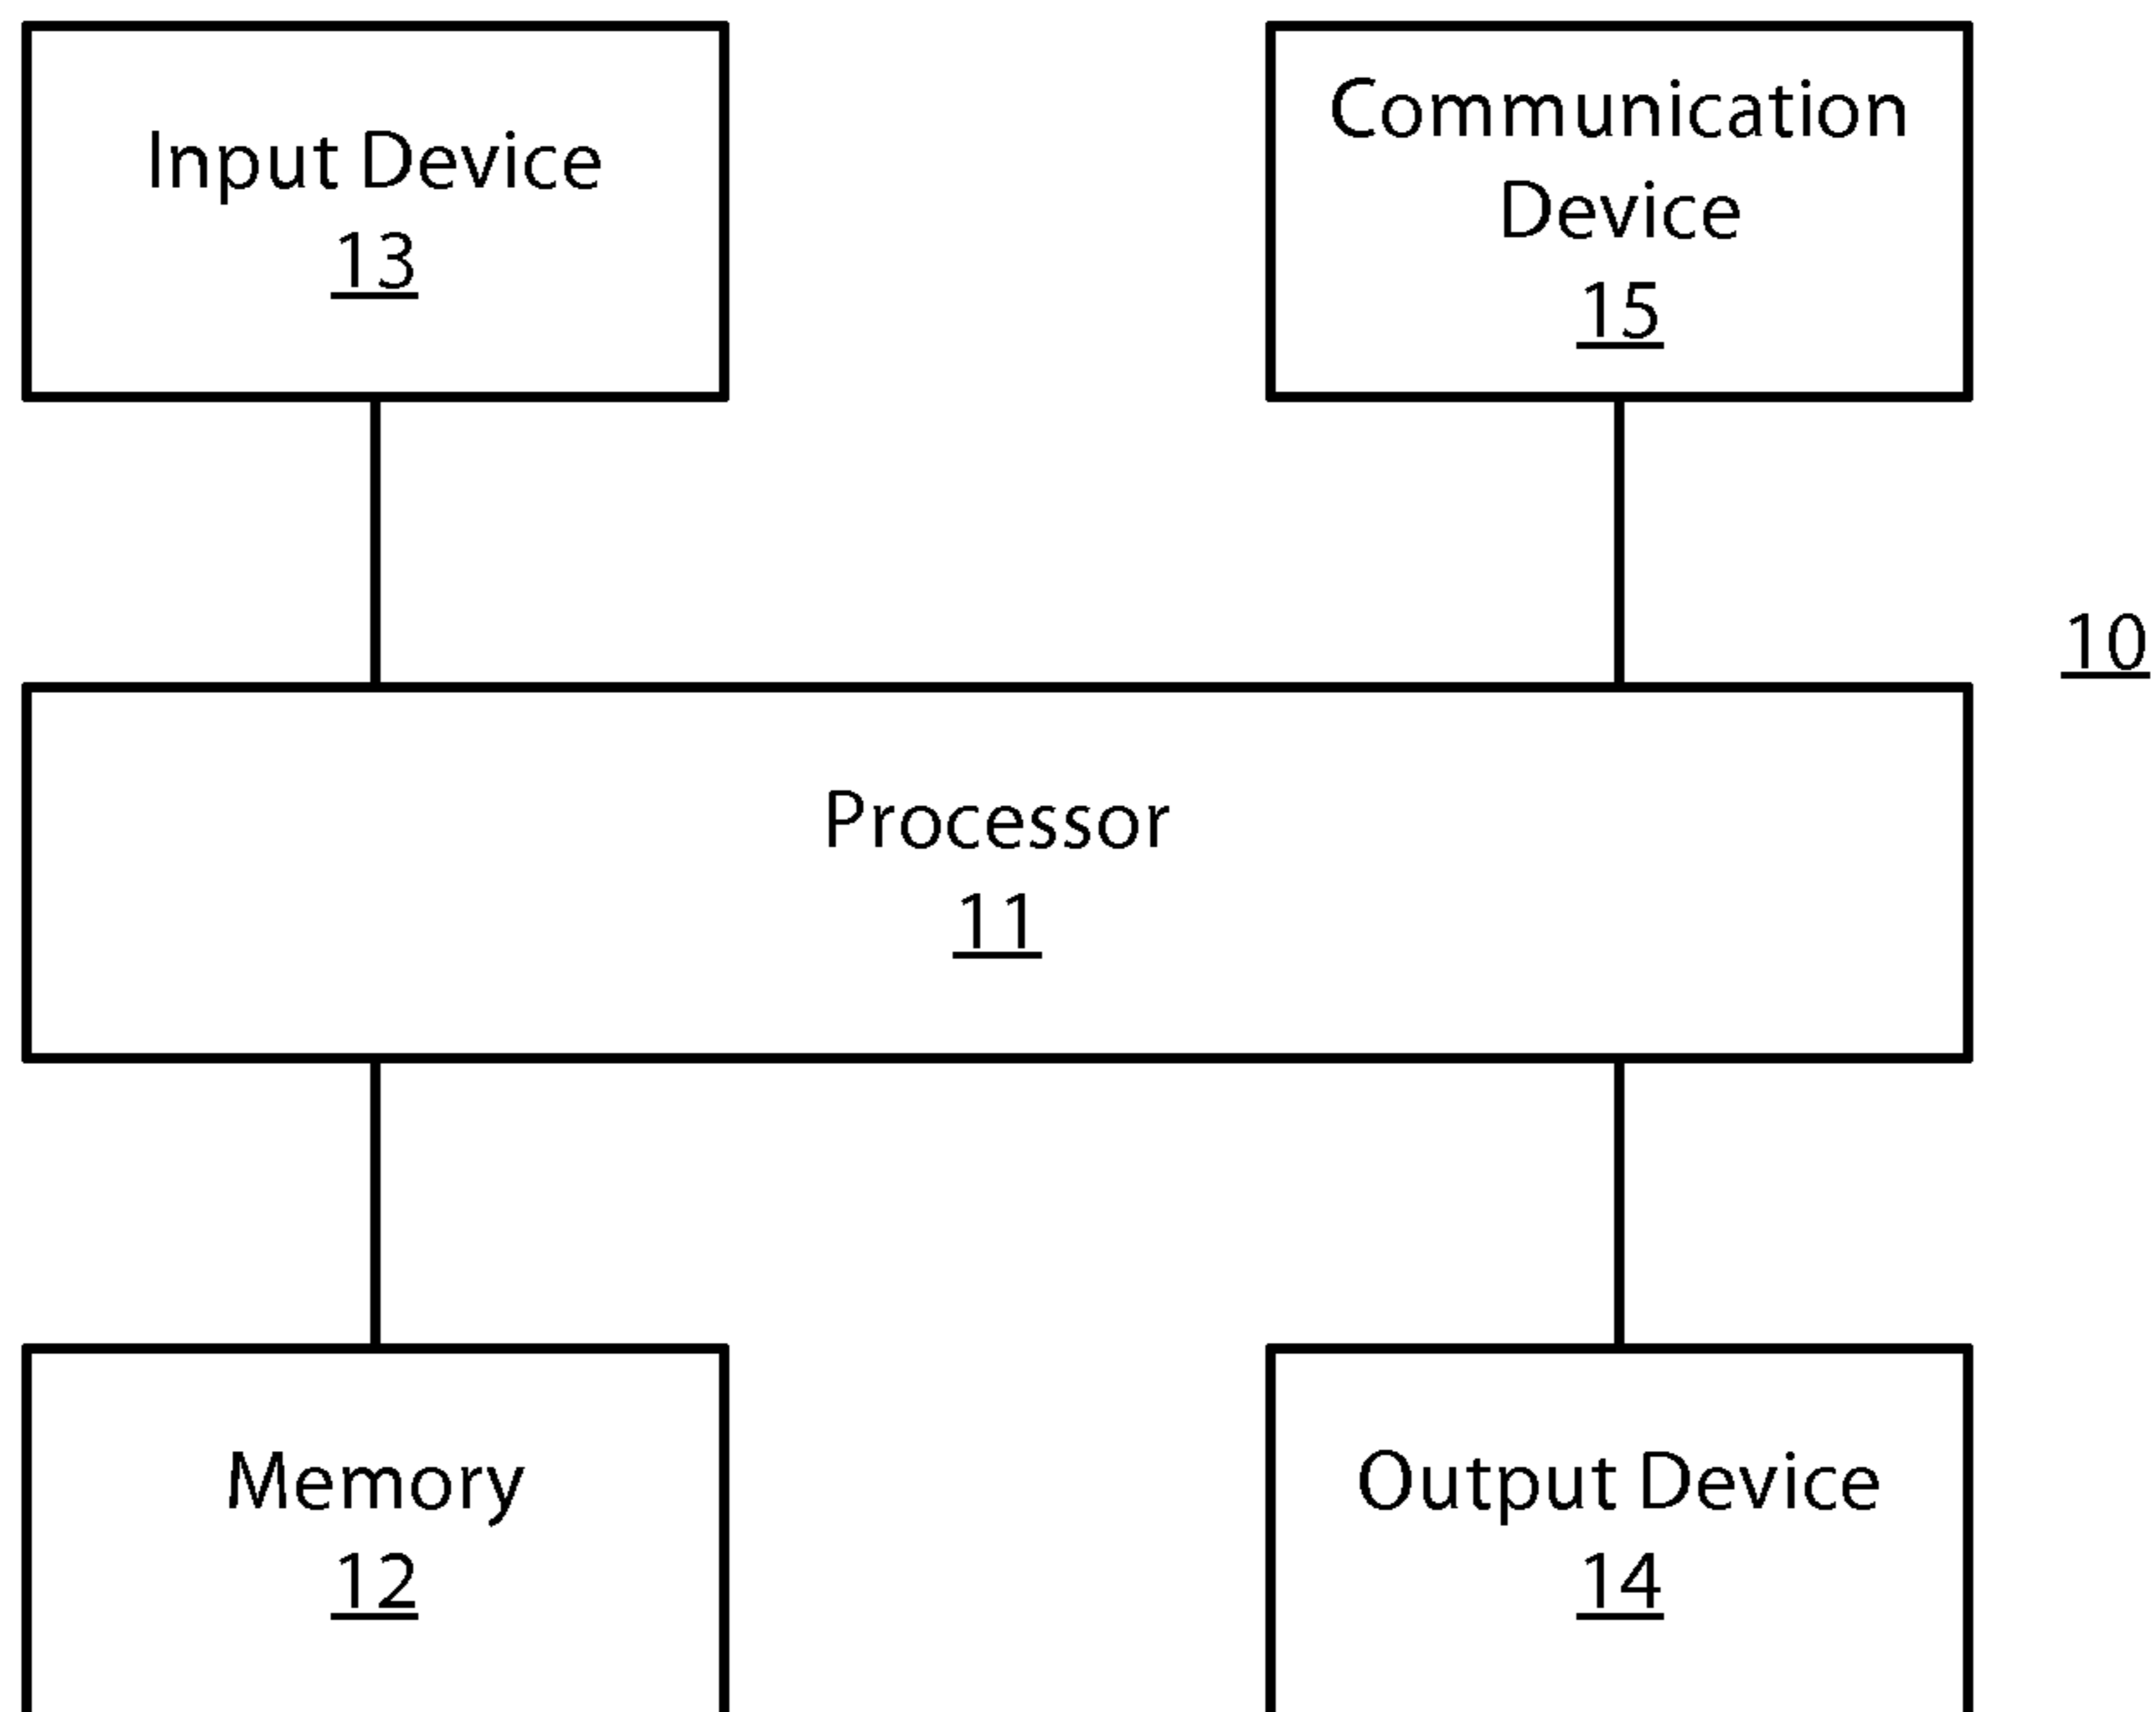 Input Device
13
Communication
Device
15
10
Processor
11
Memory
12
Output Device
14